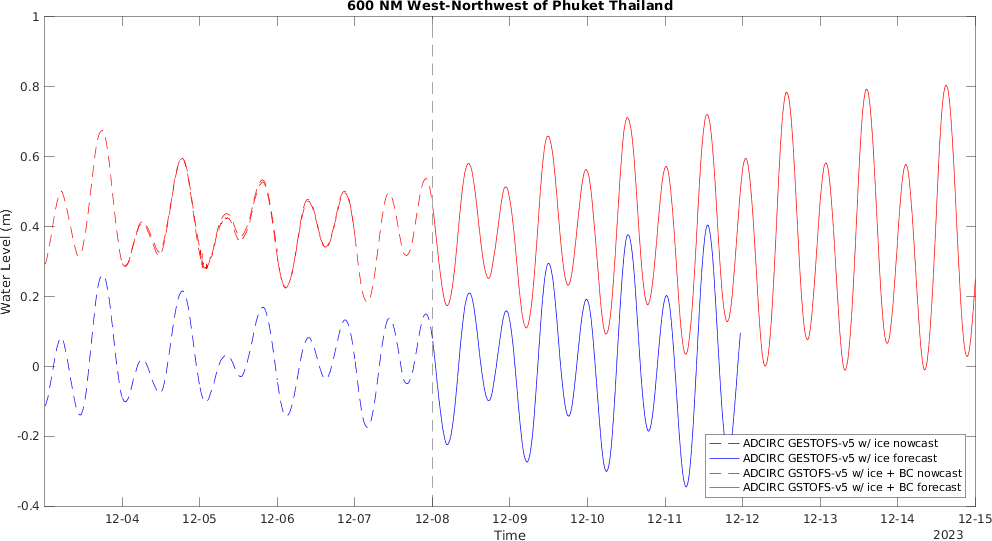 600 NM West-Northwest of Phuket Thailand
1
0.8
0.6
0.4
0.2
0
-0.2
-0.4
Water Level (m)
ADCIRC GESTOFS-v5 w/ ice nowcast
ADCIRC GESTOFS-v5 w/ ice forecast
ADCIRC GSTOFS-v5 w/ ice + BC nowcast
ADCIRC GSTOFS-v5 w/ ice + BC forecast
12-04 12-05 12-06 12-07 12-08 12-09 12-10 12-11 12-12 12-13 12-14 12-15
Time
2023